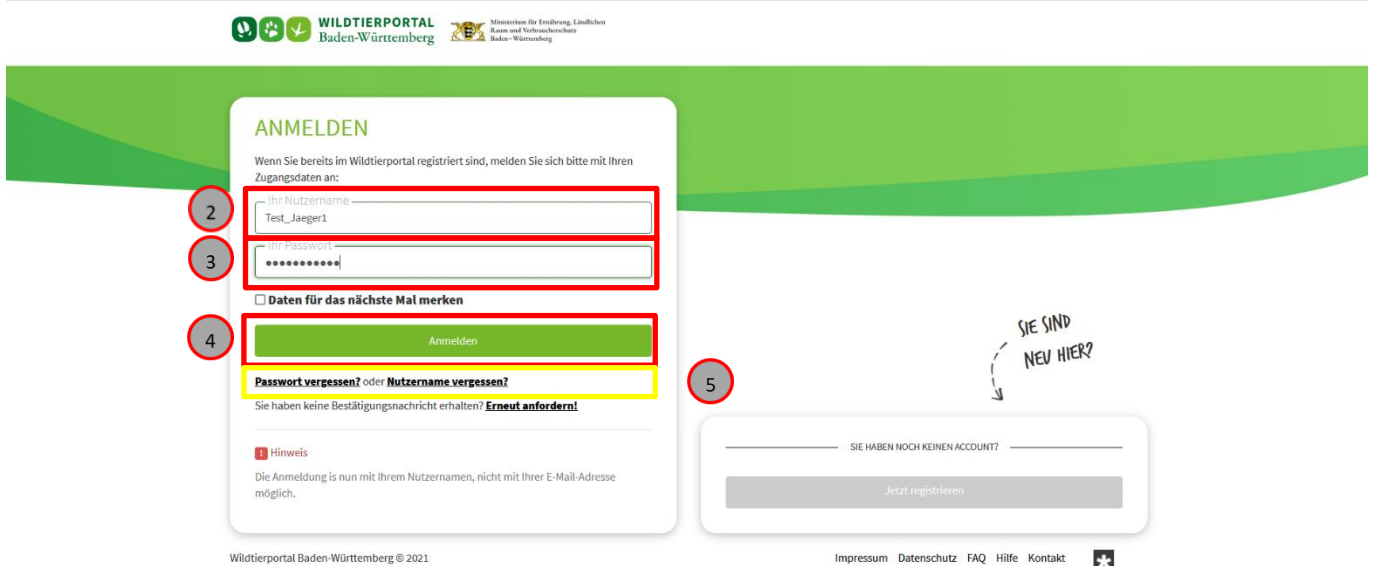 WILDTIERPORTAL
Baden-Württemberg
Ministerium für Ernährung, Ländlichen
Raum und Verbraucherschutz
Baden-Württemberg
ANMELDEN
Wenn Sie bereits im Wildtierportal registriert sind, melden Sie sich bitte mit Ihren
Zugangsdaten an:
2
Ihr Nutzername
Test_Jaeger1
3
Ihr Passwort
Daten für das nächste Mal merken
4
Anmelden
Passwort vergessen? oder Nutzername vergessen?
Sie haben keine Bestätigungsnachricht erhalten? Erneut anfordern!
! Hinweis
Die Anmeldung is nun mit Ihrem Nutzernamen, nicht mit Ihrer E-Mail-Adresse
möglich.
5
SIE SIND
NEU HIER?
SIE HABEN NOCH KEINEN ACCOUNT?
Jetzt registrieren
Wildtierportal Baden-Württemberg © 2021
Impressum Datenschutz FAQ Hilfe Kontakt